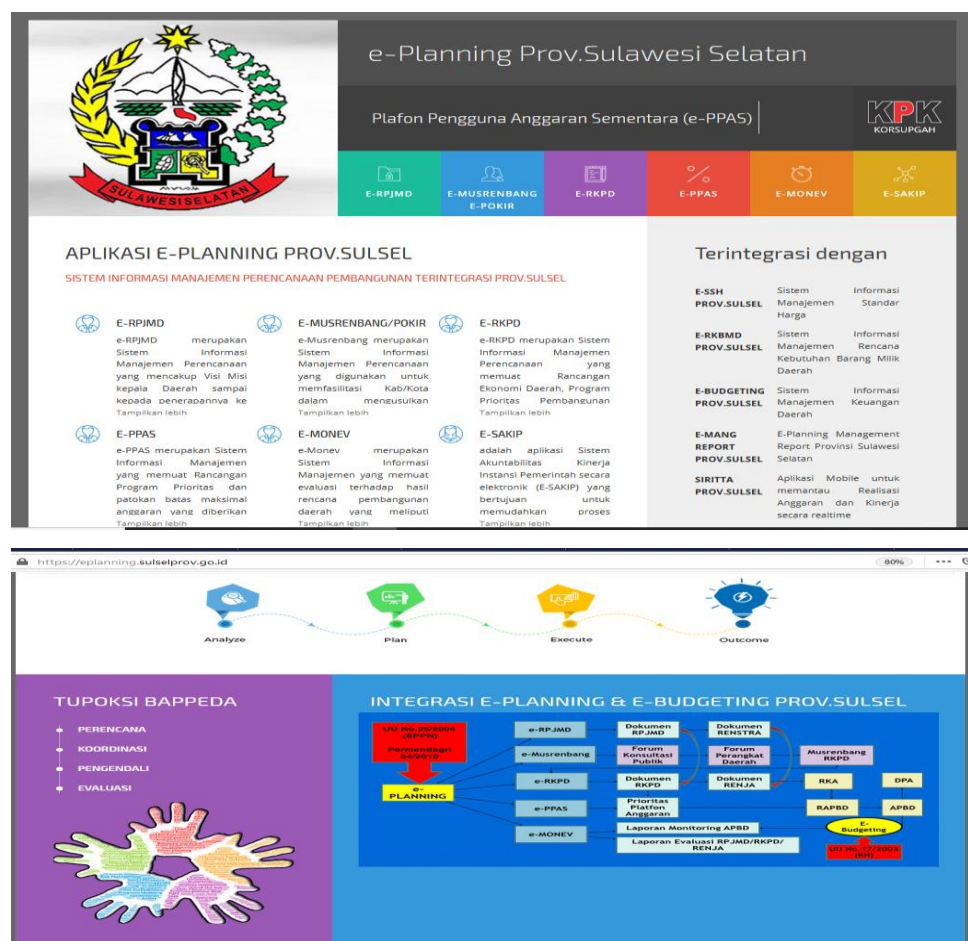 e-Planning Prov.Sulawesi Selatan
Plafon Pengguna Anggaran Sementara (e-PPAS)
KPK
KORSUPGAH
SULAWESI SELATAN
E-RPJMD
E-MUSRENBANG
E-POKIR
E-RKPD
E-PPAS
E-MONEV
E-SAKIP
APLIKASI E-PLANNING PROV.SULSEL
SISTEM INFORMASI MANAJEMEN PERENCANAAN PEMBANGUNAN TERINTEGRASI PROV.SULSEL
E-RPJMD
e-RPJMD merupakan
Sistem Informasi
Manajemen Perencanaan
yang mencakup Visi Misi
kepala Daerah sampai
kepada penerapannya ke
Tampilkan lebih
E-MUSRENBANG/POKIR
e-Musrenbang merupakan
Sistem Informasi
Manajemen Perencanaan
yang digunakan untuk
memfasilitasi Kab/Kota
dalam mengusulkan
Tampilkan lebih
E-RKPD
e-RKPD merupakan Sistem
Informasi Manajemen
Perencanaan yang
memuat Rancangan
Ekonomi Daerah, Program
Prioritas Pembangunan
Tampilkan lebih
E-PPAS
e-PPAS merupakan Sistem
Informasi Manajemen
yang memuat Rancangan
Program Prioritas dan
patokan batas maksimal
anggaran yang diberikan
Tampilkan lebih
E-MONEV
e-Monev merupakan
Sistem Informasi
Manajemen yang memuat
evaluasi terhadap hasil
rencana pembangunan
daerah yang meliputi
Tampilkan lebih
E-SAKIP
adalah aplikasi Sistem
Akuntabilitas Kinerja
Instansi Pemerintah secara
elektronik (E-SAKIP) yang
bertujuan untuk
memudahkan proses
Tampilkan lebih
Terintegrasi dengan
E-SSH
PROV.SULSEL
Sistem Informasi
Manajemen Standar
Harga
E-RKBMD
PROV.SULSEL
Sistem Informasi
Manajemen Rencana
Kebutuhan Barang Milik
Daerah
E-BUDGETING
PROV.SULSEL
Sistem Informasi
Manajemen Keuangan
Daerah
E-MANG
REPORT
PROV.SULSEL
E-Planning Management
Report Provinsi Sulawesi
Selatan
SIRITTA
PROV.SULSEL
Aplikasi Mobile untuk
memantau Realisasi
Anggaran dan Kinerja
secara realtime
https://eplanning.sulselprov.go.id
80%
Analyze
Plan
Execute
Outcome
TUPOKSI BAPPEDA
PERENCANA
KOORDINASI
PENGENDALI
EVALUASI
INTEGRASI E-PLANNING & E-BUDGETING PROV.SULSEL
UU No.25/2004
(SPPN)
Permendagri
54/2010
e-
PLANNING
e-RPJMD
Dokumen
RPJMD
Dokumen
RENSTRA
e-Musrenbang
Forum
Konsultasi
Publik
Forum
Perangkat
Daerah
Musrenbang
RKPD
e-RKPD
Dokumen
RKPD
Dokumen
RENJA
RKA
DPA
e-PPAS
Prioritas
Platfon
Anggaran
RAPBD
APBD
e-MONEV
Laporan Monitoring APBD
E-
Budgeting
Laporan Evaluasi RPJMD/RKPD/
RENJA
UU No. 17/2003
(KN)